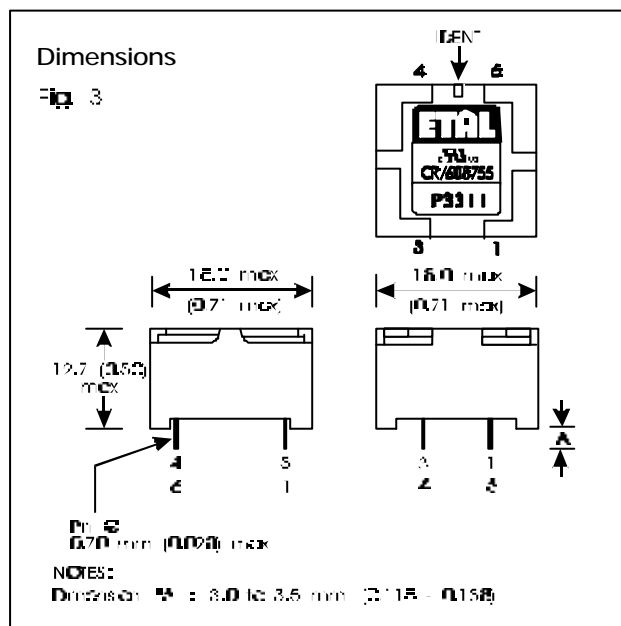 Dimensions
IDENT
Fig. 3
4 6
ETAL
CR/
P3311
3 1
18.0 max
(0.71 max)
18.0 max
(0.71 max)
12.7 (0.50)
max
A
4 3 3 1
6 1 4 6
Pin
0.70 mm (0.028) max
NOTES:
Dimension 'A' : 3.0 to 3.5 mm (0.118 - 0.138)